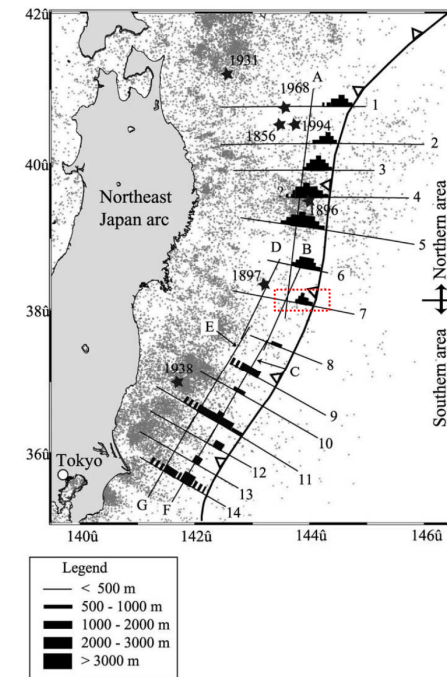 42û
40û
38û
36û
140û
142û
144û
146û
1931
1968
A
1994
1856
1
2
3
?
4
1896
5
Northeast
Japan arc
D
B
6
1897
7
E
8
C
1938
9
10
11
12
13
14
Tokyo
G
F
Northern area
Southern area
Legend
< 500 m
500 - 1000 m
1000 - 2000 m
2000 - 3000 m
> 3000 m